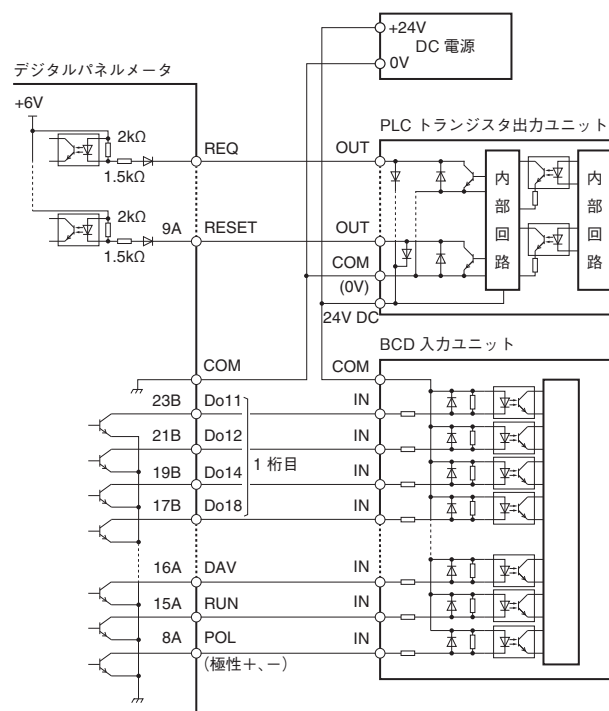 +24V
DC 電源
0V
デジタルパネルメータ
+6V
2kΩ
1.5kΩ
REQ
OUT
PLC トランジスタ出力ユニット
内部回路
内部回路
2kΩ
1.5kΩ
9A
RESET
OUT
COM
(0V)
24V DC
BCD 入力ユニット
COM
COM
23B Do11 IN
21B Do12 IN
1 桁目
19B Do14 IN
17B Do18 IN
16A DAV IN
15A RUN IN
8A POL IN
(極性+、−)